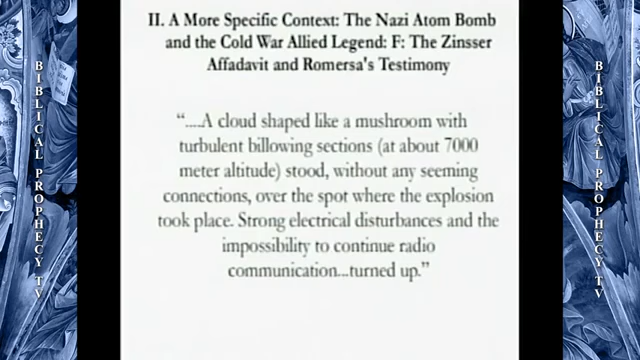 II. A More Specific Context: The Nazi Atom Bomb
and the Cold War Allied Legend: F: The Zinsser
Affadavit and Romersa's Testimony
“....A cloud shaped like a mushroom with
turbulent billowing sections (at about 7000
meter altitude) stood, without any seeming
connections, over the spot where the explosion
took place. Strong electrical disturbances and the
impossibility to continue radio
communication...turned up.”
BIBLICAL PROPHECY TV
BIBLICAL PROPHECY TV